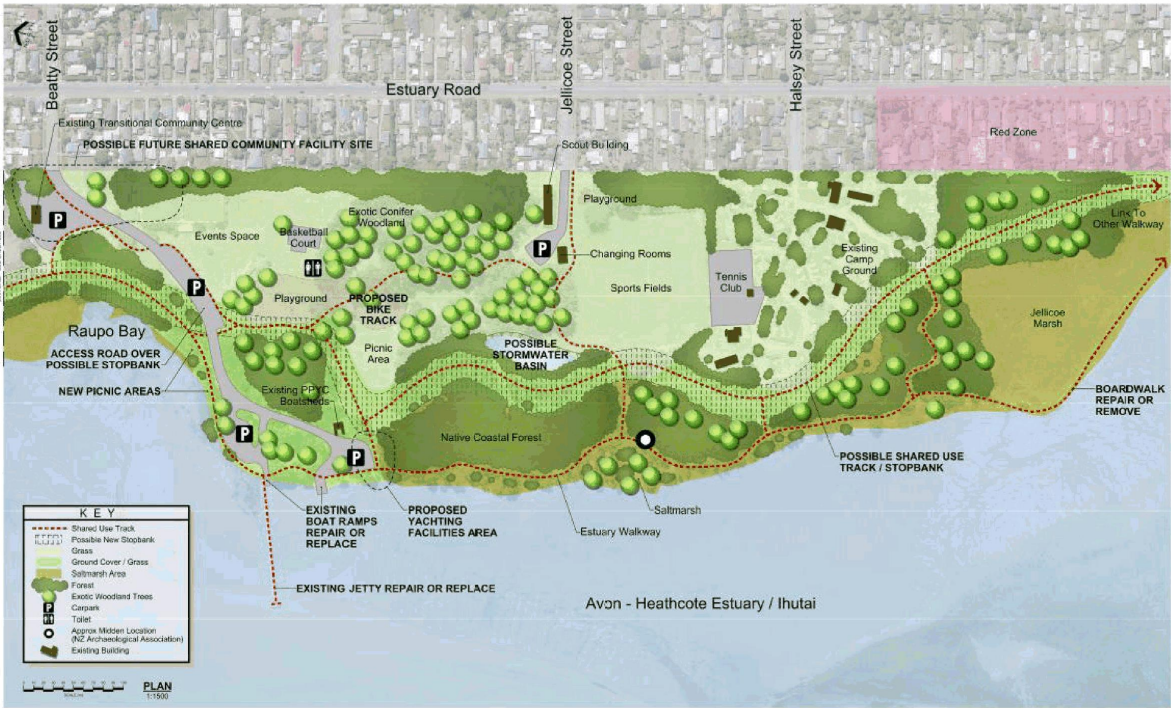 Beatty Street
Jellicoe Street
Halsey Street
Estuary Road
Existing Transitional Community Centre
POSSIBLE FUTURE SHARED COMMUNITY FACILITY SITE
Scout Building
Red Zone
Playground
Exotic Conifer
Woodland
Events Space
Basketball
Court
P
P
P
P
P
Changing Rooms
Link To
Other Walkway
Existing
Camp
Ground
Tennis
Club
Sports Fields
Playground
PROPOSED
BIKE
TRACK
Raupo Bay
Jellicoe
Marsh
POSSIBLE
STORMWATER
BASIN
Picnic
Area
ACCESS ROAD OVER
POSSIBLE STOPBANK
NEW PICNIC AREAS
Existing PPYC
Boatsheds
BOARDWALK
REPAIR OR
REMOVE
Native Coastal Forest
POSSIBLE SHARED USE
TRACK / STOPBANK
EXISTING
BOAT RAMPS
REPAIR OR
REPLACE
PROPOSED
YACHTING
FACILITIES AREA
Saltmarsh
Estuary Walkway
EXISTING JETTY REPAIR OR REPLACE
Avon - Heathcote Estuary / Ihutai
KEY
Shared Use Track
Possible New Stopbank
Grass
Ground Cover / Grass
Saltmarsh Area
Forest
Exotic Woodland Trees
P Carpark
Toilet
Approx Midden Location
(NZ Archaeological Association)
Existing Building
PLAN
1:1500